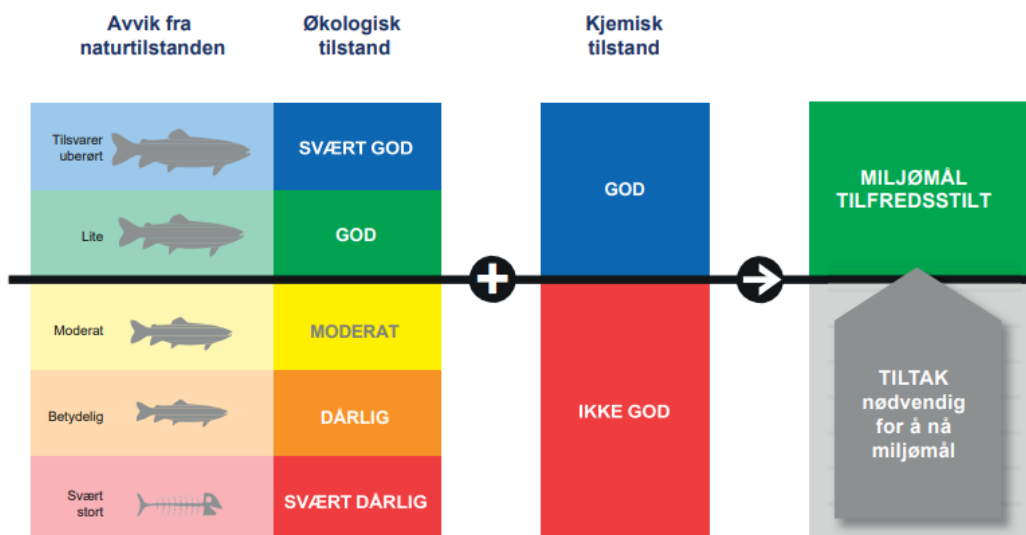 Avvik fra
naturtilstanden
Økologisk
tilstand
Kjemisk
tilstand
Tilsvarer
uberørt
SVÆRT GOD
Lite
GOD
GOD
MILJØMÅL
TILFREDSSTILT
Moderat
MODERAT
Betydelig
DÅRLIG
IKKE GOD
TILTAK
nødvendig
for å nå
miljømål
Svært
stort
SVÆRT DÅRLIG